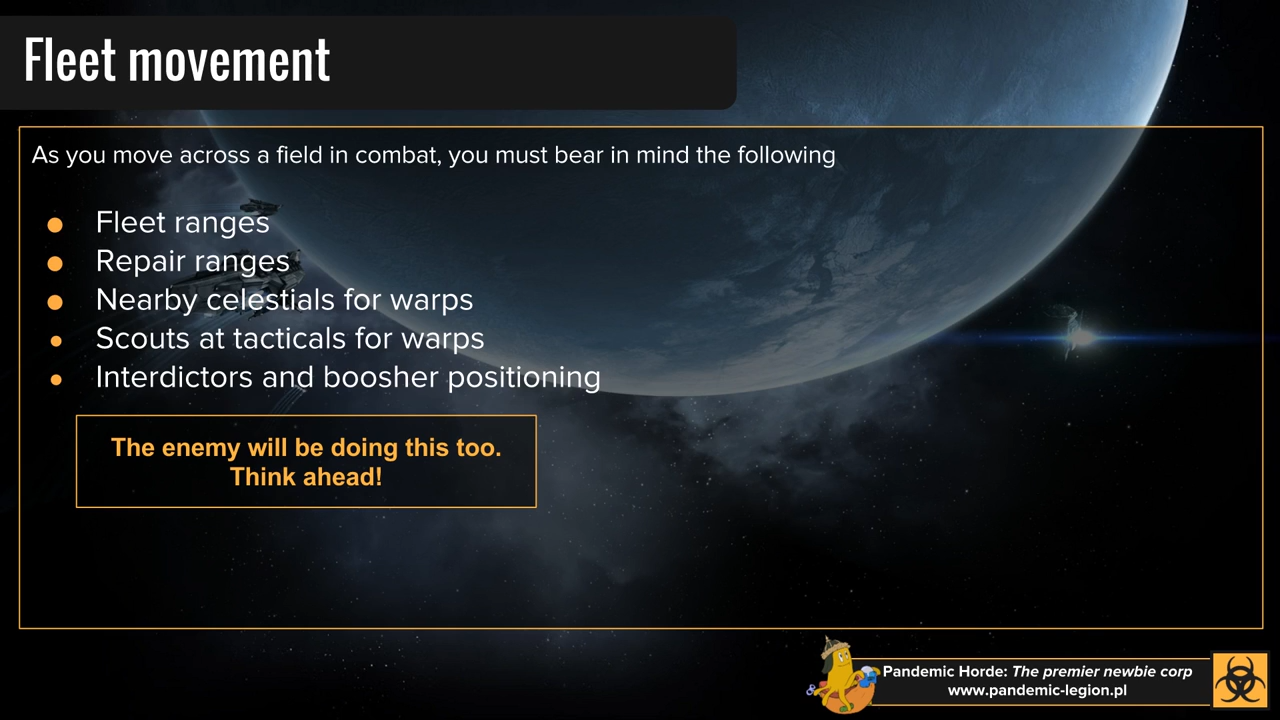 Fleet movement
As you move across a field in combat, you must bear in mind the following
● Fleet ranges
● Repair ranges
● Nearby celestials for warps
● Scouts at tacticals for warps
● Interdictors and boosher positioning
The enemy will be doing this too.
Think ahead!
Pandemic Horde: The premier newbie corp
www.pandemic-legion.pl